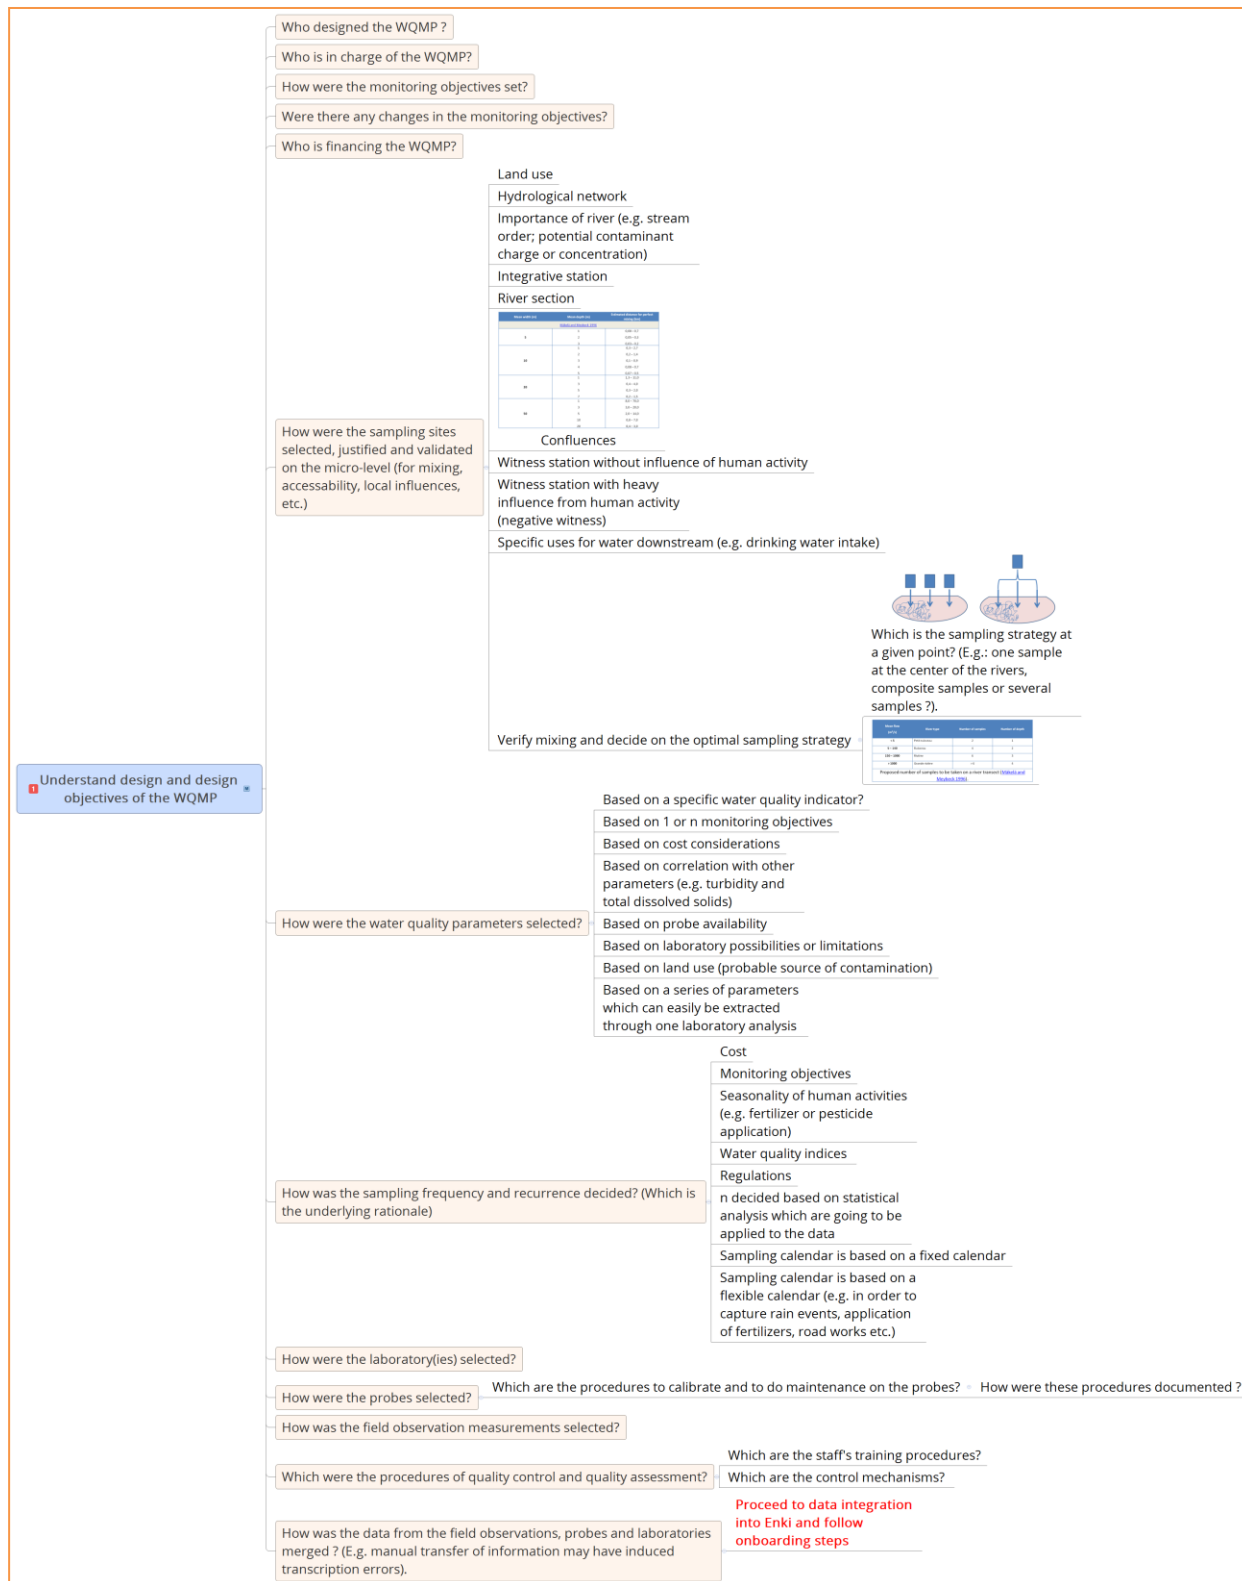 Who designed the WQMP ?
Who is in charge of the WQMP?
How were the monitoring objectives set?
Were there any changes in the monitoring objectives?
Who is financing the WQMP?
Land use
Hydrological network
Importance of river (e.g. stream
order; potential contaminant
charge or concentration)
Integrative station
River section
Confluences
How were the sampling sites
selected, justified and validated
on the micro-level (for mixing,
accessability, local influences,
etc.)
Witness station without influence of human activity
Witness station with heavy
influence from human activity
(negative witness)
Specific uses for water downstream (e.g. drinking water intake)
Which is the sampling strategy at
a given point? (E.g.: one sample
at the center of the rivers,
composite samples or several
samples ?).
Verify mixing and decide on the optimal sampling strategy
Proposed number of samples to be taken on a river transect
1
Understand design and design
objectives of the WQMP
Based on a specific water quality indicator?
Based on 1 or n monitoring objectives
Based on cost considerations
Based on correlation with other
parameters (e.g. turbidity and
total dissolved solids)
How were the water quality parameters selected?
Based on probe availability
Based on laboratory possibilities or limitations
Based on land use (probable source of contamination)
Based on a series of parameters
which can easily be extracted
through one laboratory analysis
Cost
Monitoring objectives
Seasonality of human activities
(e.g. fertilizer or pesticide
application)
Water quality indices
Regulations
How was the sampling frequency and recurrence decided? (Which is
the underlying rationale)
n decided based on statistical
analysis which are going to be
applied to the data
Sampling calendar is based on a fixed calendar
Sampling calendar is based on a
flexible calendar (e.g. in order to
capture rain events, application
of fertilizers, road works etc.)
How were the laboratory(ies) selected?
How were the probes selected?
Which are the procedures to calibrate and to do maintenance on the probes?
How were these procedures documented ?
How was the field observation measurements selected?
Which were the procedures of quality control and quality assessment?
Which are the staff's training procedures?
Which are the control mechanisms?
How was the data from the field observations, probes and laboratories
merged ? (E.g. manual transfer of information may have induced
transcription errors).
Proceed to data integration
into Enki and follow
onboarding steps